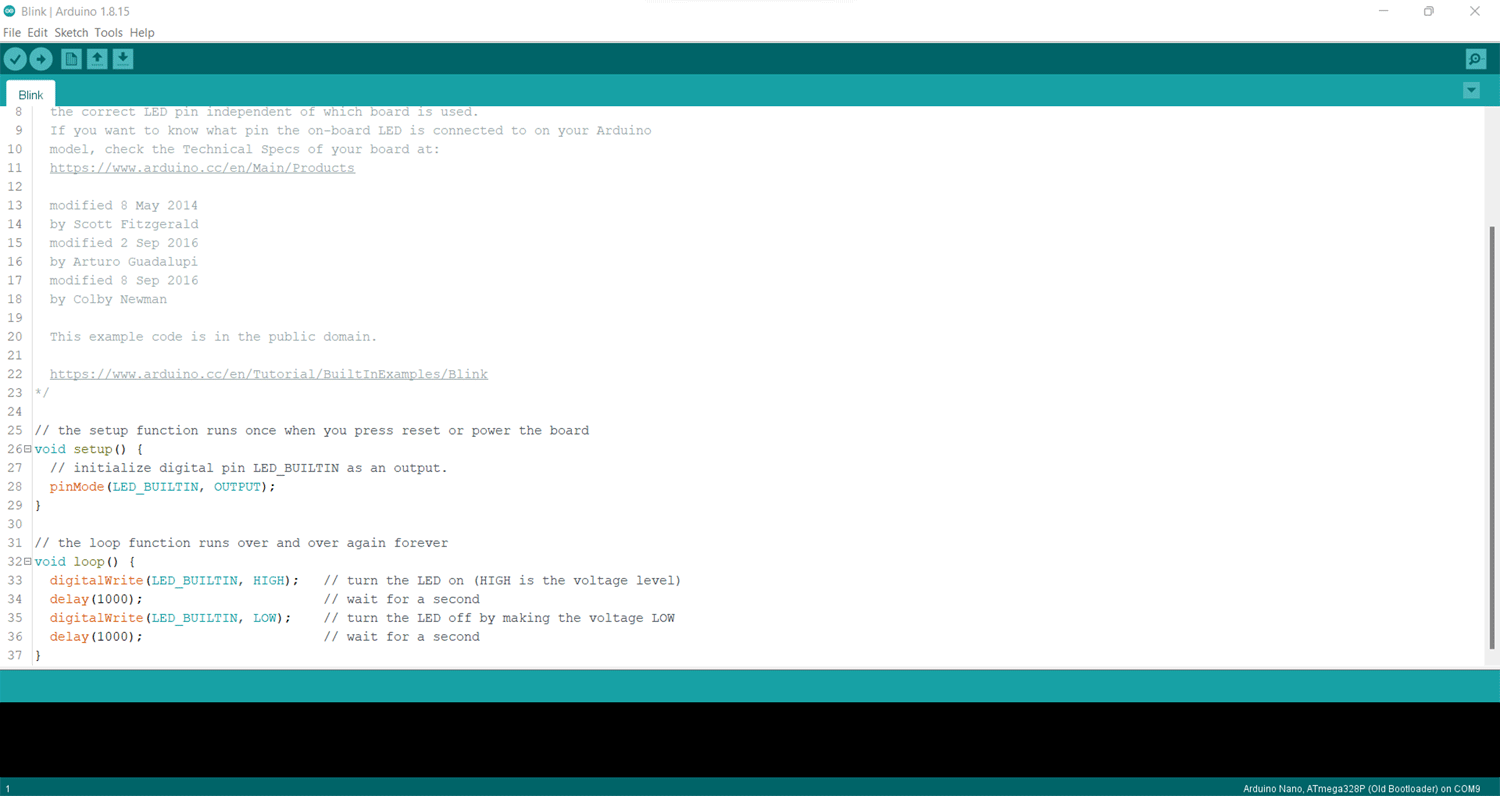 Blink | Arduino 1.8.15
File Edit Sketch Tools Help
Blink
8 the correct LED pin independent of which board is used.
9 If you want to know what pin the on-board LED is connected to on your Arduino
10 model, check the Technical Specs of your board at:
11 https://www.arduino.cc/en/Main/Products
12
13 modified 8 May 2014
14 by Scott Fitzgerald
15 modified 2 Sep 2016
16 by Arturo Guadalupi
17 modified 8 Sep 2016
18 by Colby Newman
19
20 This example code is in the public domain.
21
22 https://www.arduino.cc/en/Tutorial/BuiltInExamples/Blink
23 */
24
25 // the setup function runs once when you press reset or power the board
26 void setup() {
27 // initialize digital pin LED_BUILTIN as an output.
28 pinMode(LED_BUILTIN, OUTPUT);
29 }
30
31 // the loop function runs over and over again forever
32 void loop() {
33 digitalWrite(LED_BUILTIN, HIGH); // turn the LED on (HIGH is the voltage level)
34 delay(1000); // wait for a second
35 digitalWrite(LED_BUILTIN, LOW); // turn the LED off by making the voltage LOW
36 delay(1000); // wait for a second
37 }
1 Arduino Nano, ATmega328P (Old Bootloader) on COM9